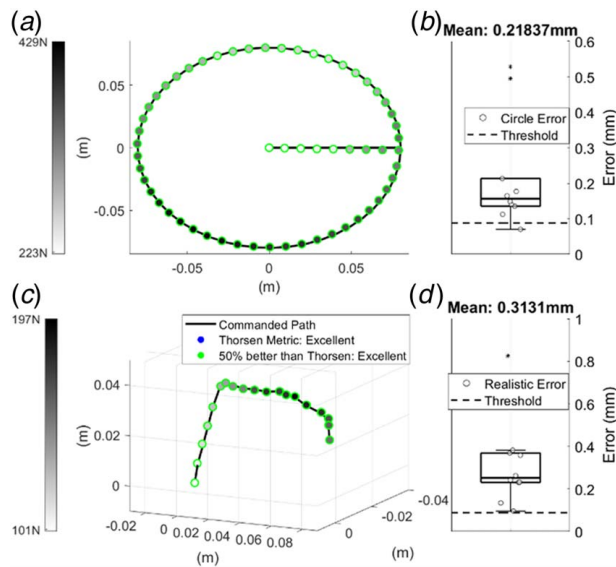 (a)
429N
223N
(m)
0.05
0
-0.05
-0.05
0
0.05
(m)
(b)
Mean: 0.21837mm
0.6
0.5
0.4
0.3
0.2
0.1
0
Error (mm)
Circle Error
Threshold
(c)
197N
101N
(m)
0.04
0.02
0
Commanded Path
Thorsen Metric: Excellent
50% better than Thorsen: Excellent
-0.02
0
0.02
0.04
0.06
0.08
(m)
0
-0.02
-0.04
(m)
(d)
Mean: 0.3131mm
1
0.8
0.6
0.4
0.2
0
Error (mm)
Realistic Error
Threshold